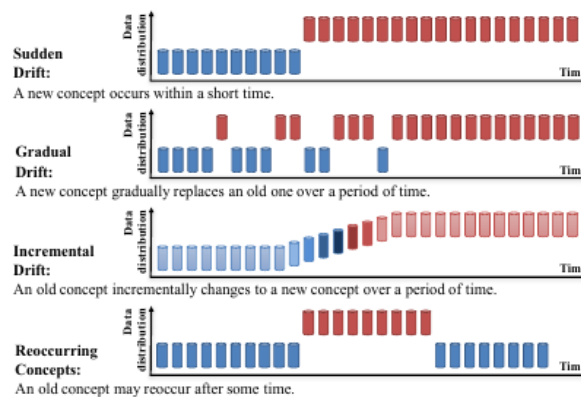 Data
distribution
Sudden
Drift:
Tim
A new concept occurs within a short time.
Data
distribution
Gradual
Drift:
Tim
A new concept gradually replaces an old one over a period of time.
Data
distribution
Incremental
Drift:
Tim
An old concept incrementally changes to a new concept over a period of time.
Data
distribution
Reoccurring
Concepts:
Tim
An old concept may reoccur after some time.